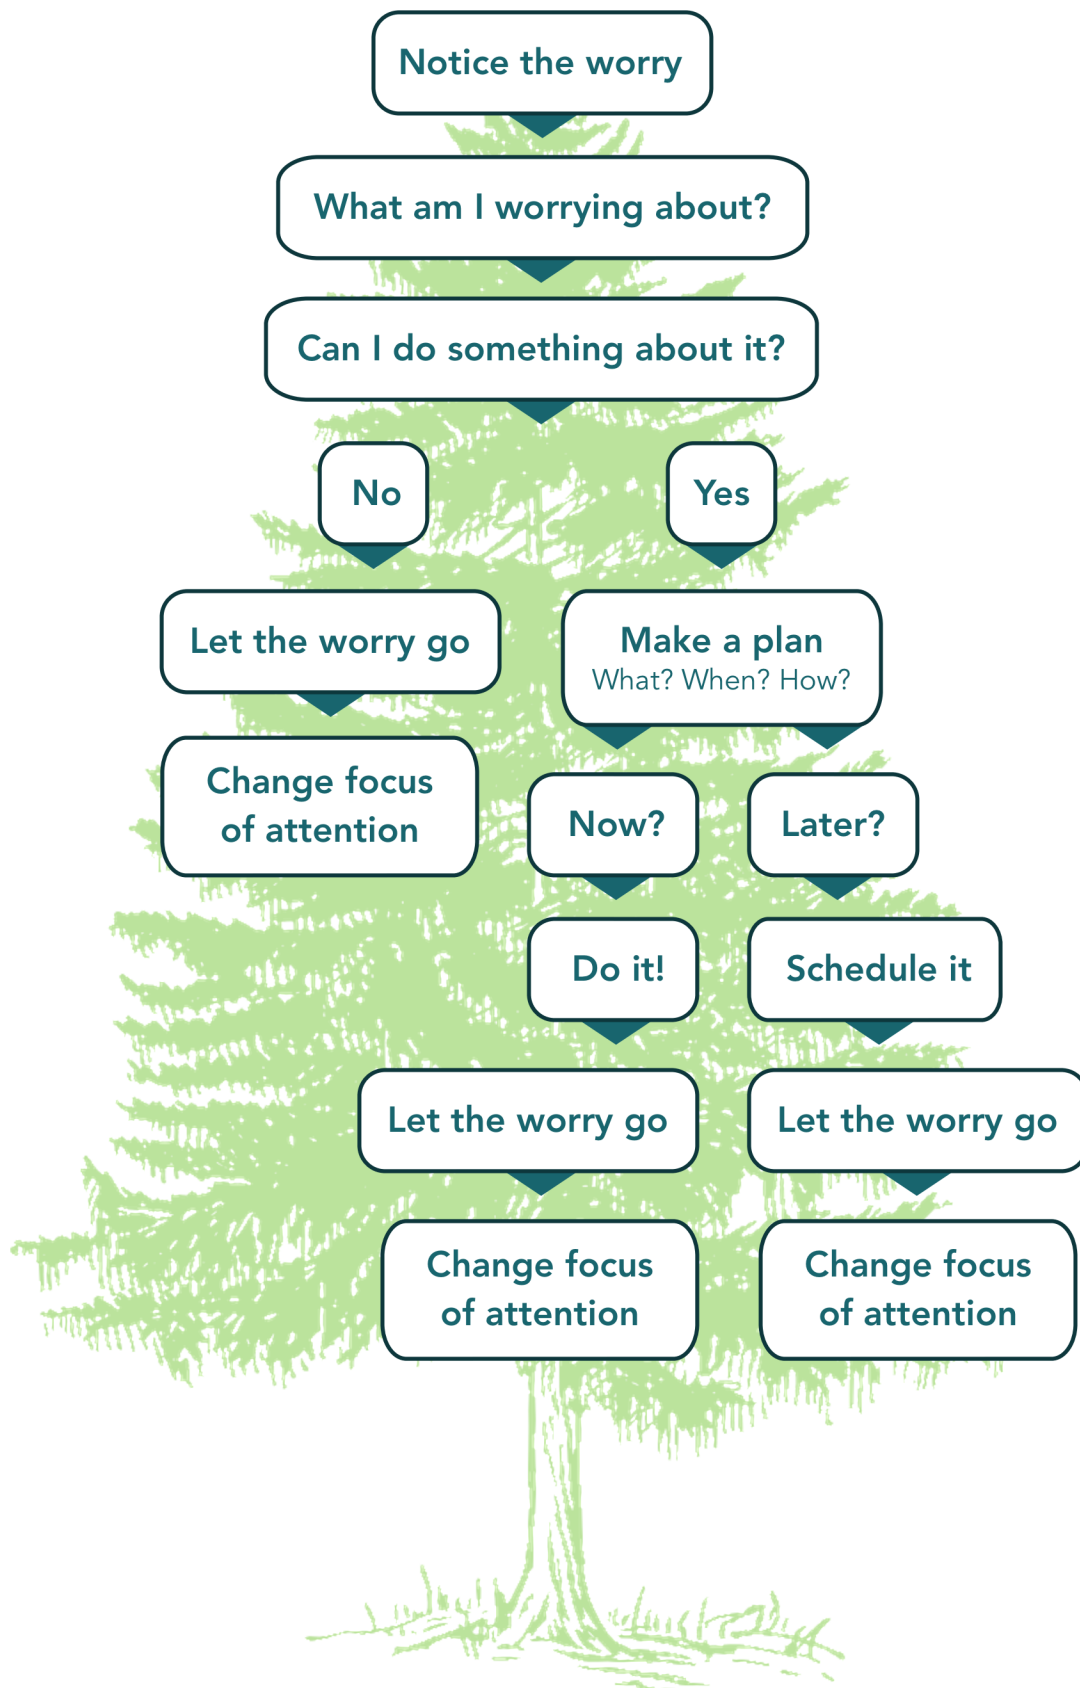 Notice the worry
What am I worrying about?
Can I do something about it?
No
Yes
Let the worry go
Make a plan
What? When? How?
Change focus
of attention
Now?
Later?
Do it!
Schedule it
Let the worry go
Let the worry go
Change focus
of attention
Change focus
of attention